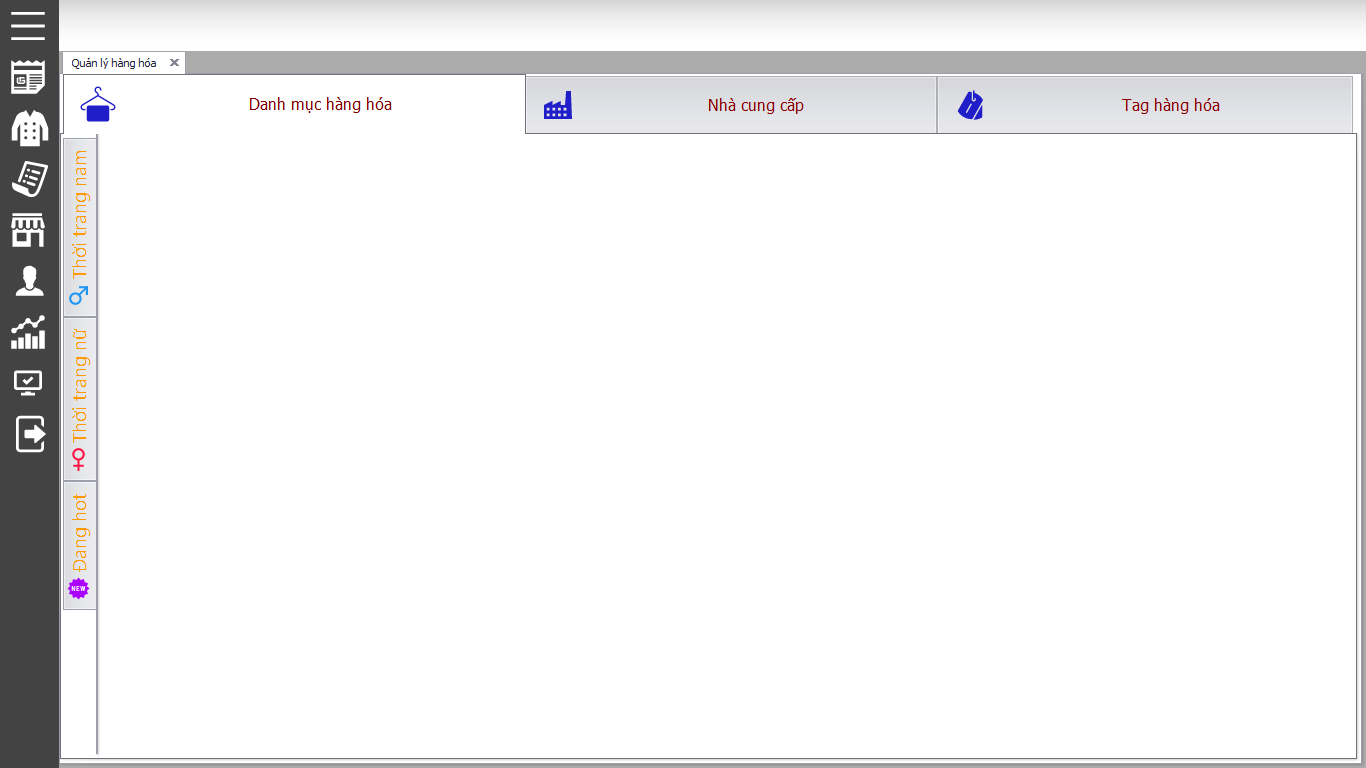 Quản lý hàng hóa
Danh mục hàng hóa
Nhà cung cấp
Tag hàng hóa
Thời trang nam
Thời trang nữ
Đang hot
NEW